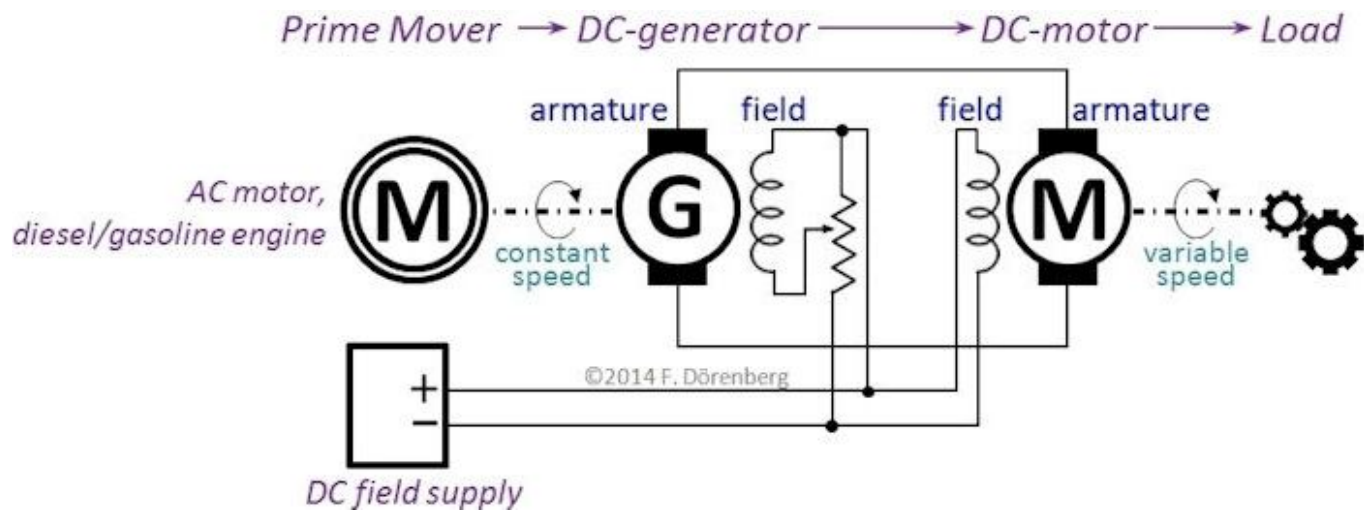 Prime Mover → DC-generator → DC-motor → Load
armature field field armature
AC motor,
diesel/gasoline engine
M
G
M
constant
speed
variable
speed
©2014 F. Dörenberg
+
−
DC field supply